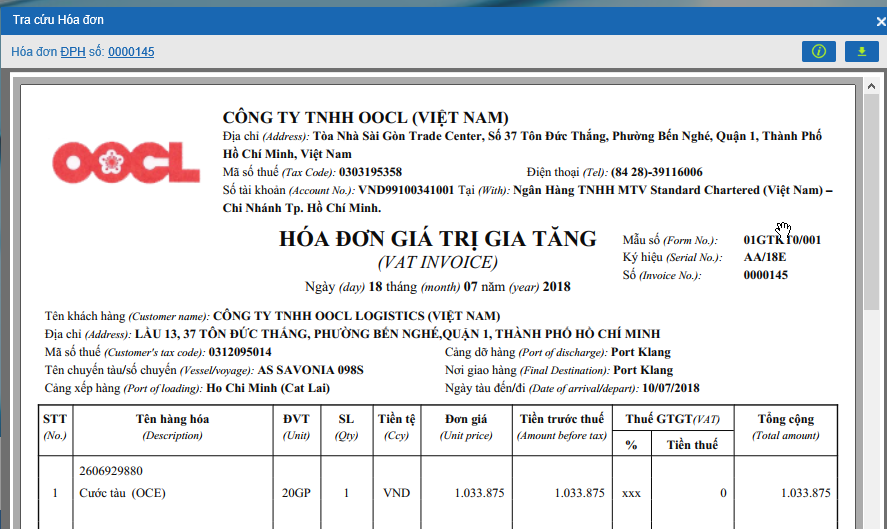 Tra cứu Hóa đơn
Hóa đơn ĐPH số: 0000145
OOCL
CÔNG TY TNHH OOCL (VIỆT NAM)
Địa chỉ (Address): Tòa Nhà Sài Gòn Trade Center, Số 37 Tôn Đức Thắng, Phường Bến Nghé, Quận 1, Thành Phố
Hồ Chí Minh, Việt Nam
Mã số thuế (Tax Code): 0303195358 Điện thoại (Tel): (84 28)-39116006
Số tài khoản (Account No.): VND99100341001 Tại (With): Ngân Hàng TNHH MTV Standard Chartered (Việt Nam) –
Chi Nhánh Tp. Hồ Chí Minh.
HÓA ĐƠN GIÁ TRỊ GIA TĂNG
(VAT INVOICE)
Ngày (day) 18 tháng (month) 07 năm (year) 2018
Mẫu số (Form No.): 01GTKT0/001
Ký hiệu (Serial No.): AA/18E
Số (Invoice No.): 0000145
Tên khách hàng (Customer name): CÔNG TY TNHH OOCL LOGISTICS (VIỆT NAM)
Địa chỉ (Address): LẦU 13, 37 TÔN ĐỨC THẮNG, PHƯỜNG BẾN NGHÉ,QUẬN 1, THÀNH PHỐ HỒ CHÍ MINH
Mã số thuế (Customer's tax code): 0312095014 Cảng dỡ hàng (Port of discharge): Port Klang
Tên chuyến tàu/số chuyến (Vessel/voyage): AS SAVONIA 098S Nơi giao hàng (Final Destination): Port Klang
Cảng xếp hàng (Port of loading): Ho Chi Minh (Cat Lai) Ngày tàu đến/đi (Date of arrival/depart): 10/07/2018
STT Tên hàng hóa ĐVT SL Tiền tệ Đơn giá Tiền trước thuế Thuế GTGT(VAT) Tổng cộng
(No.) (Description) (Unit) (Qty) (Ccy) (Unit price) (Amount before tax) % Tiền thuế (Total amount)
2606929880
1 Cước tàu (OCE) 20GP 1 VND 1.033.875 1.033.875 xxx 0 1.033.875